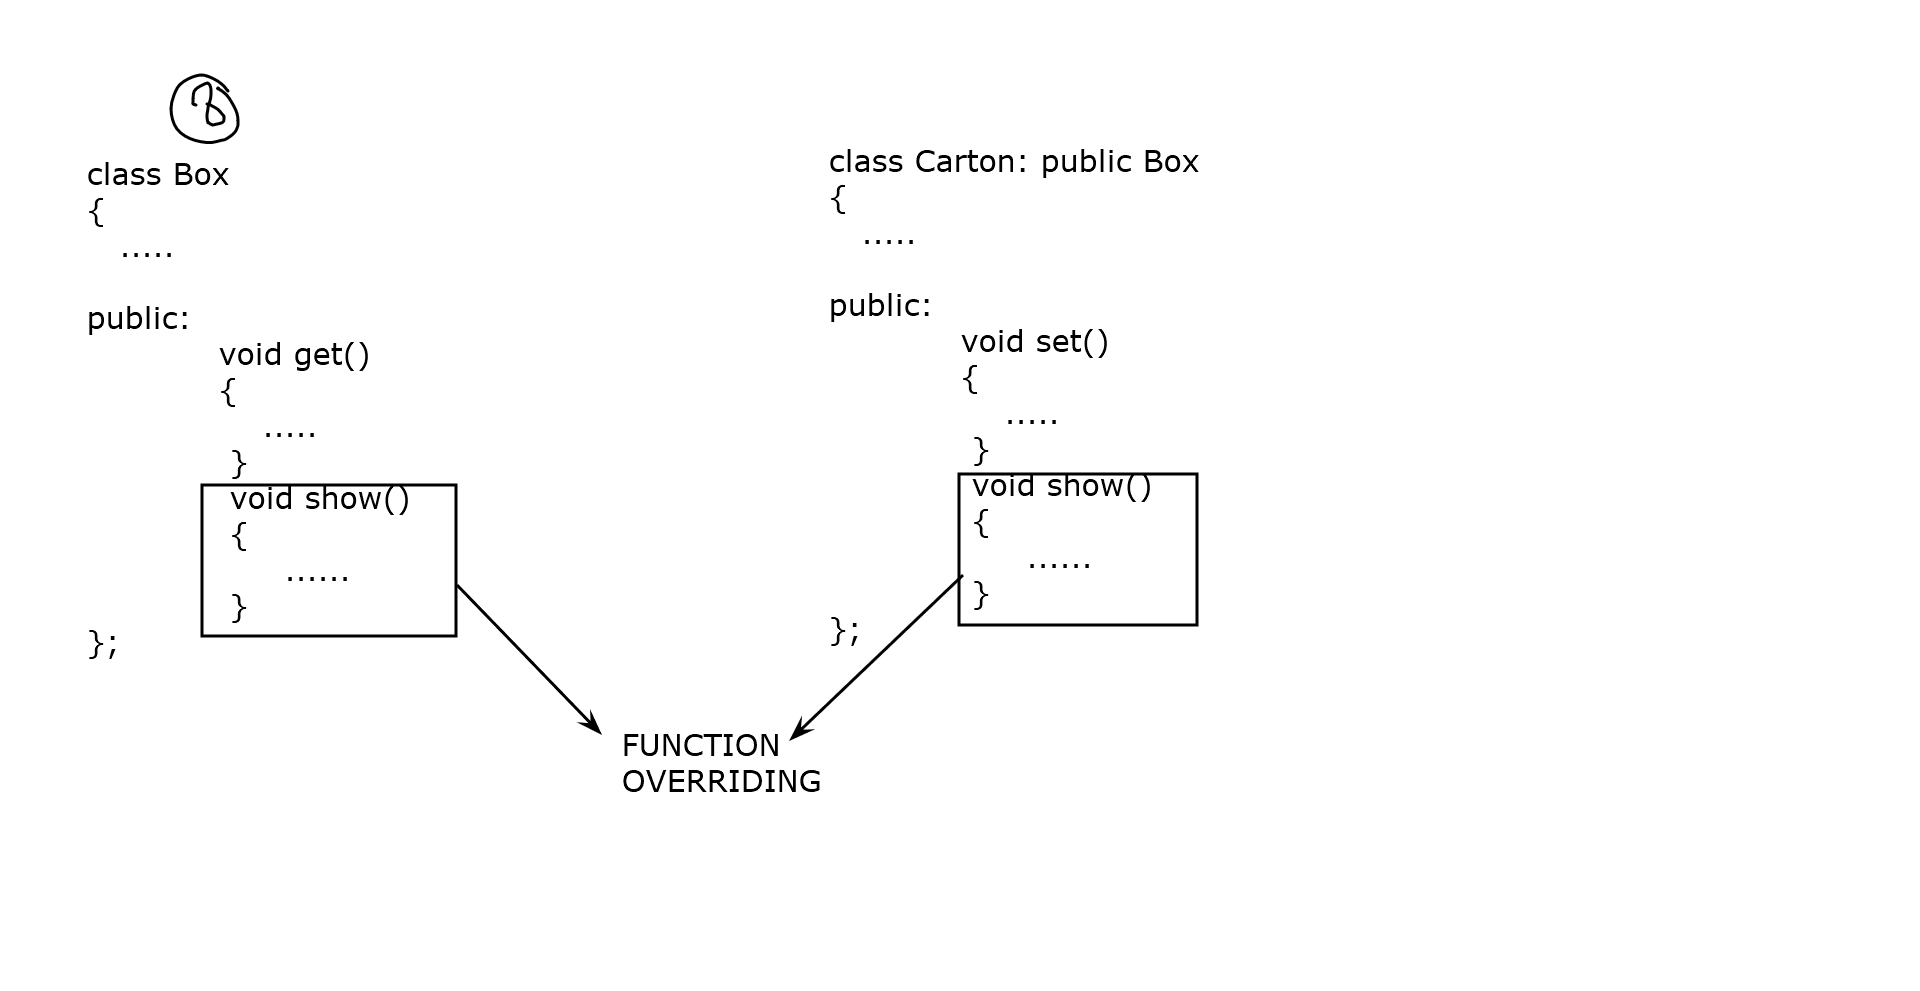 class Box
{
.....
public:
void get()
{
.....
}
void show()
{
......
}
};
class Carton: public Box
{
.....
public:
void set()
{
.....
}
void show()
{
......
}
};
FUNCTION
OVERRIDING